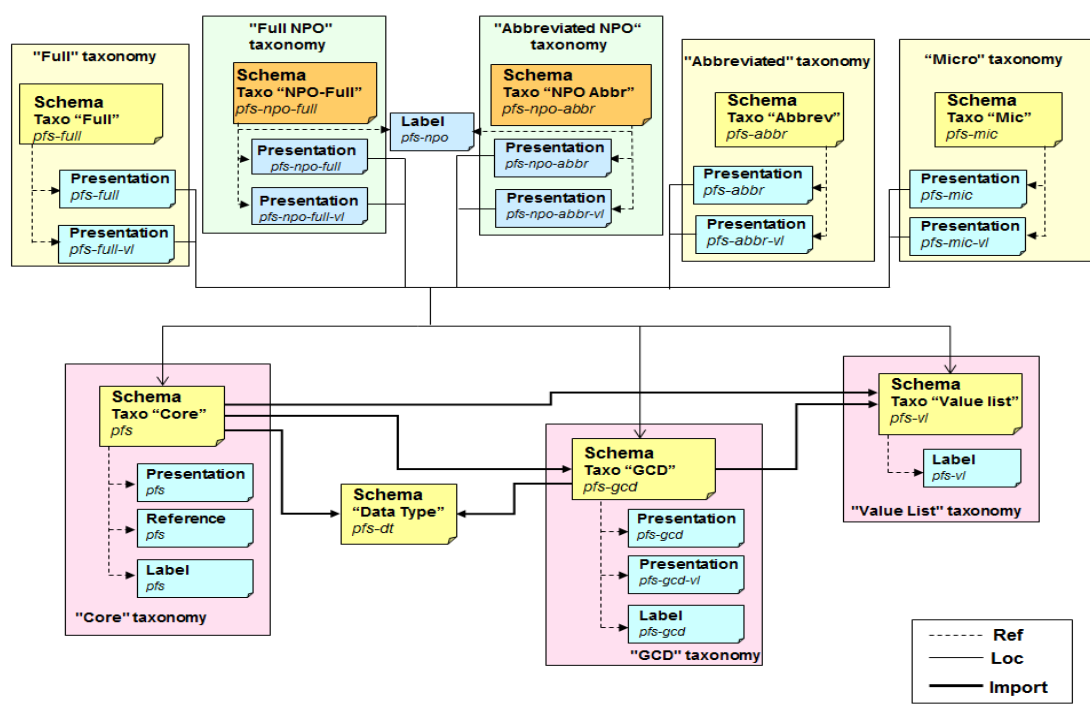 "Full" taxonomy
Schema
Taxo “Full”
pfs-full
Presentation
pfs-full
Presentation
pfs-full-vl
"Full NPO"
taxonomy
Schema
Taxo “NPO-Full”
pfs-npo-full
Presentation
pfs-npo-full
Presentation
pfs-npo-full-vl
Label
pfs-npo
"Abbreviated NPO“
taxonomy
Schema
Taxo “NPO Abbr”
pfs-npo-abbr
Presentation
pfs-npo-abbr
Presentation
pfs-npo-abbr-vl
"Abbreviated" taxonomy
Schema
Taxo “Abbrev”
pfs-abbr
Presentation
pfs-abbr
Presentation
pfs-abbr-vl
“Micro” taxonomy
Schema
Taxo “Mic”
pfs-mic
Presentation
pfs-mic
Presentation
pfs-mic-vl
Schema
Taxo “Core”
pfs
Presentation
pfs
Reference
pfs
Label
pfs
"Core" taxonomy
Schema
“Data Type”
pfs-dt
Schema
Taxo “GCD”
pfs-gcd
Presentation
pfs-gcd
Presentation
pfs-gcd-vl
Label
pfs-gcd
"GCD" taxonomy
Schema
Taxo “Value list”
pfs-vl
Label
pfs-vl
"Value List" taxonomy
Ref
Loc
Import